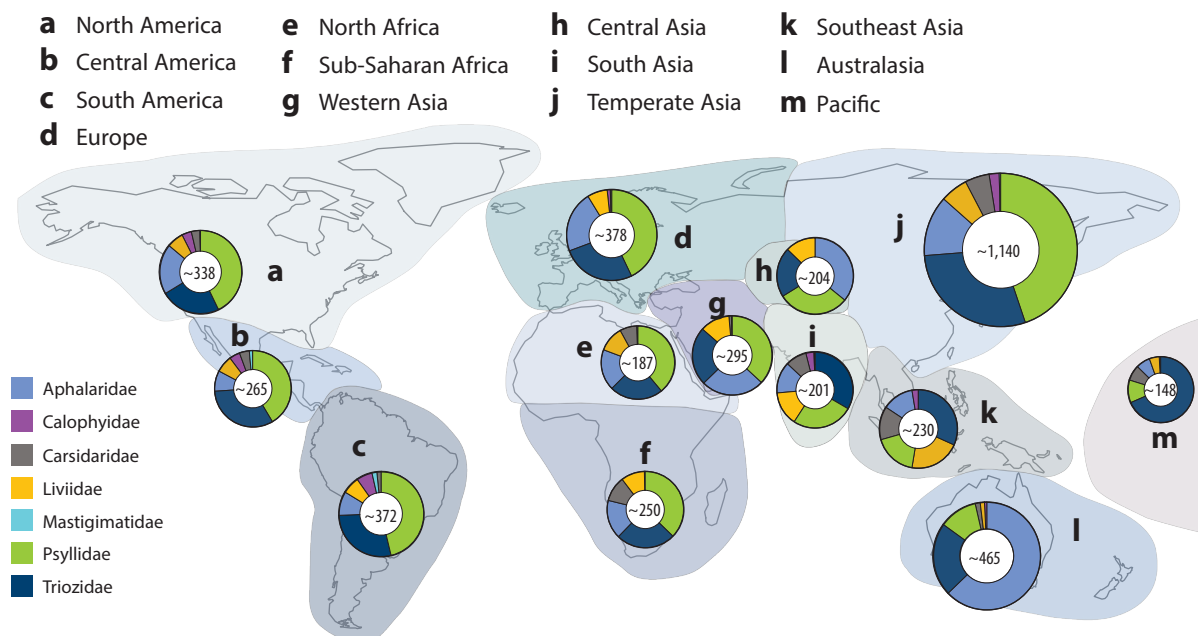 a North America
b Central America
c South America
d Europe
e North Africa
f Sub-Saharan Africa
g Western Asia
h Central Asia
i South Asia
j Temperate Asia
k Southeast Asia
l Australasia
m Pacific
a
~338
b
~265
c
~372
d
~378
e
~187
f
~250
g
~295
h
~204
i
~201
j
~1,140
k
~230
l
~465
m
~148
Aphalaridae
Calophyidae
Carsidaridae
Liviidae
Mastigimatidae
Psyllidae
Triozidae